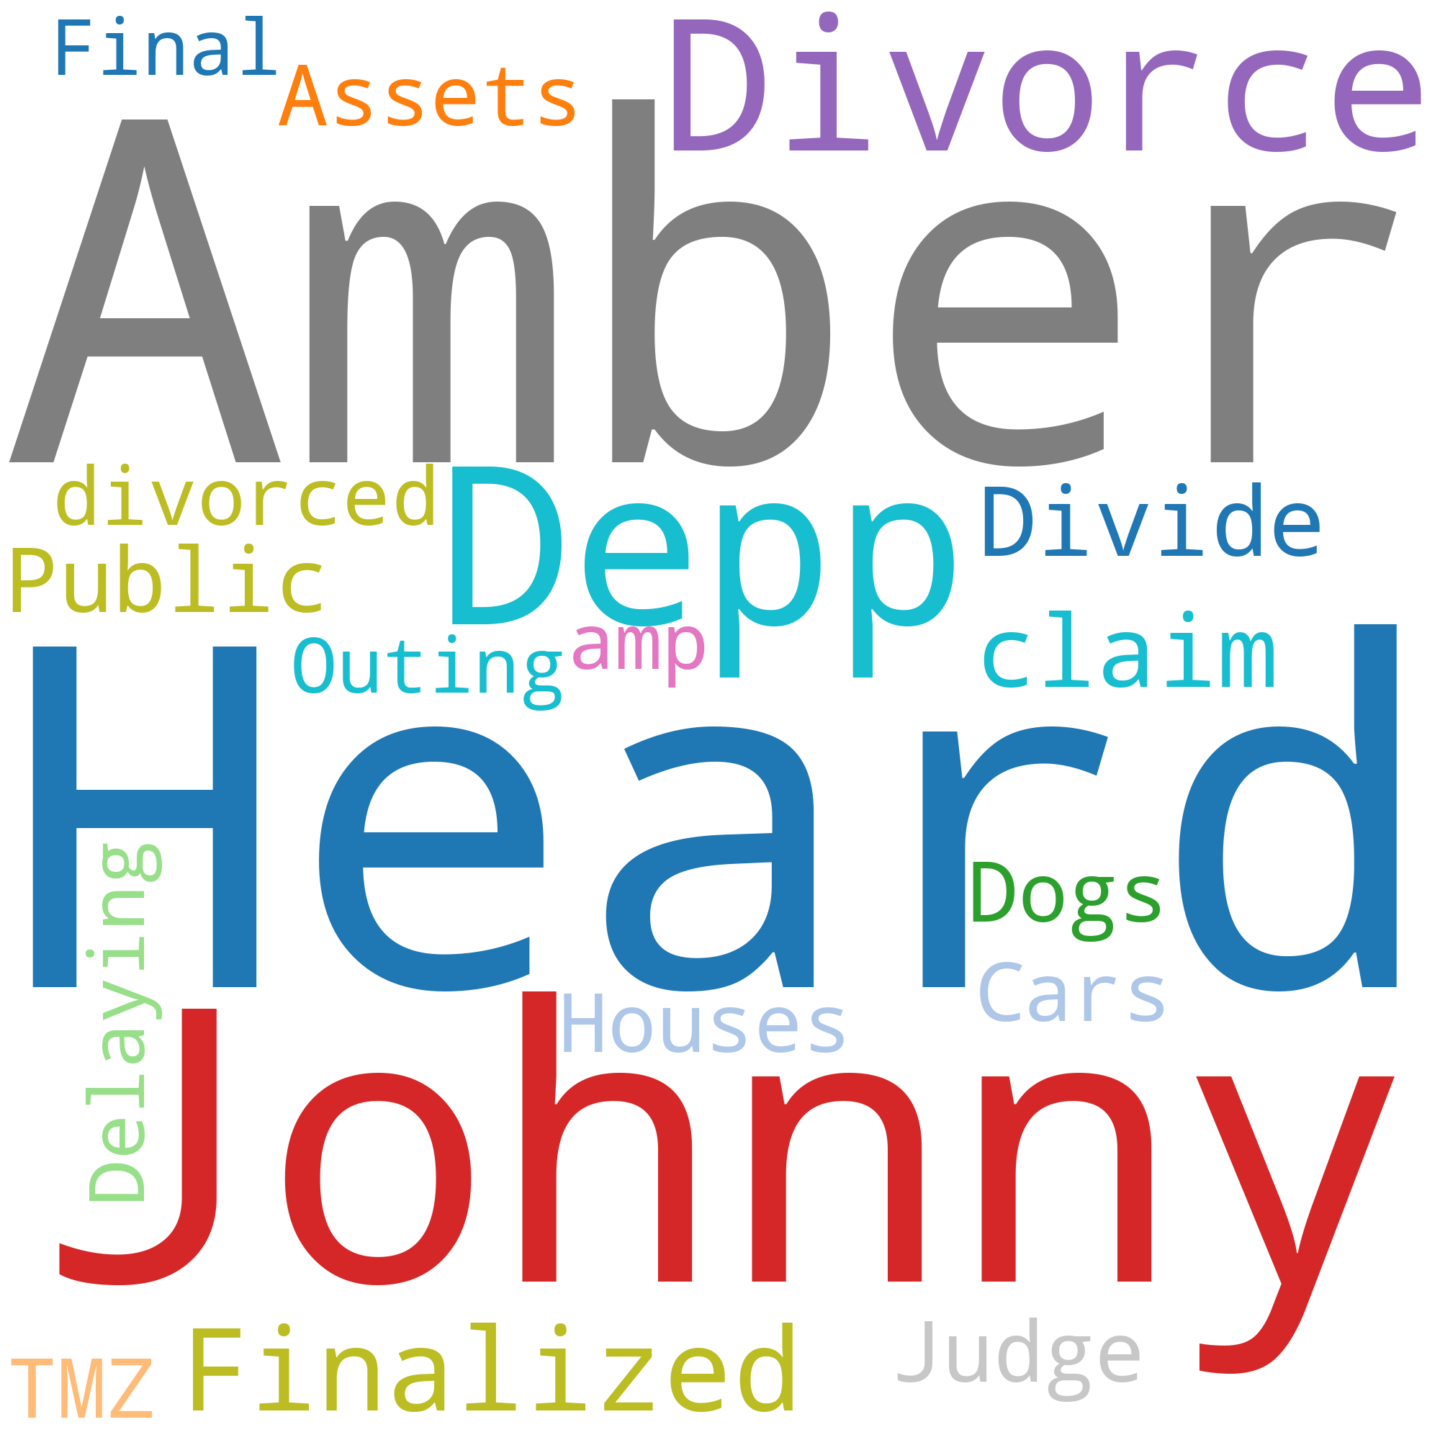 Final
Assets
Divorce
Amber
divorced
Depp
Divide
Public
Outing
amp
claim
Heard
Delaying
Dogs
Cars
Houses
Johnny
TMZ
Finalized
Judge